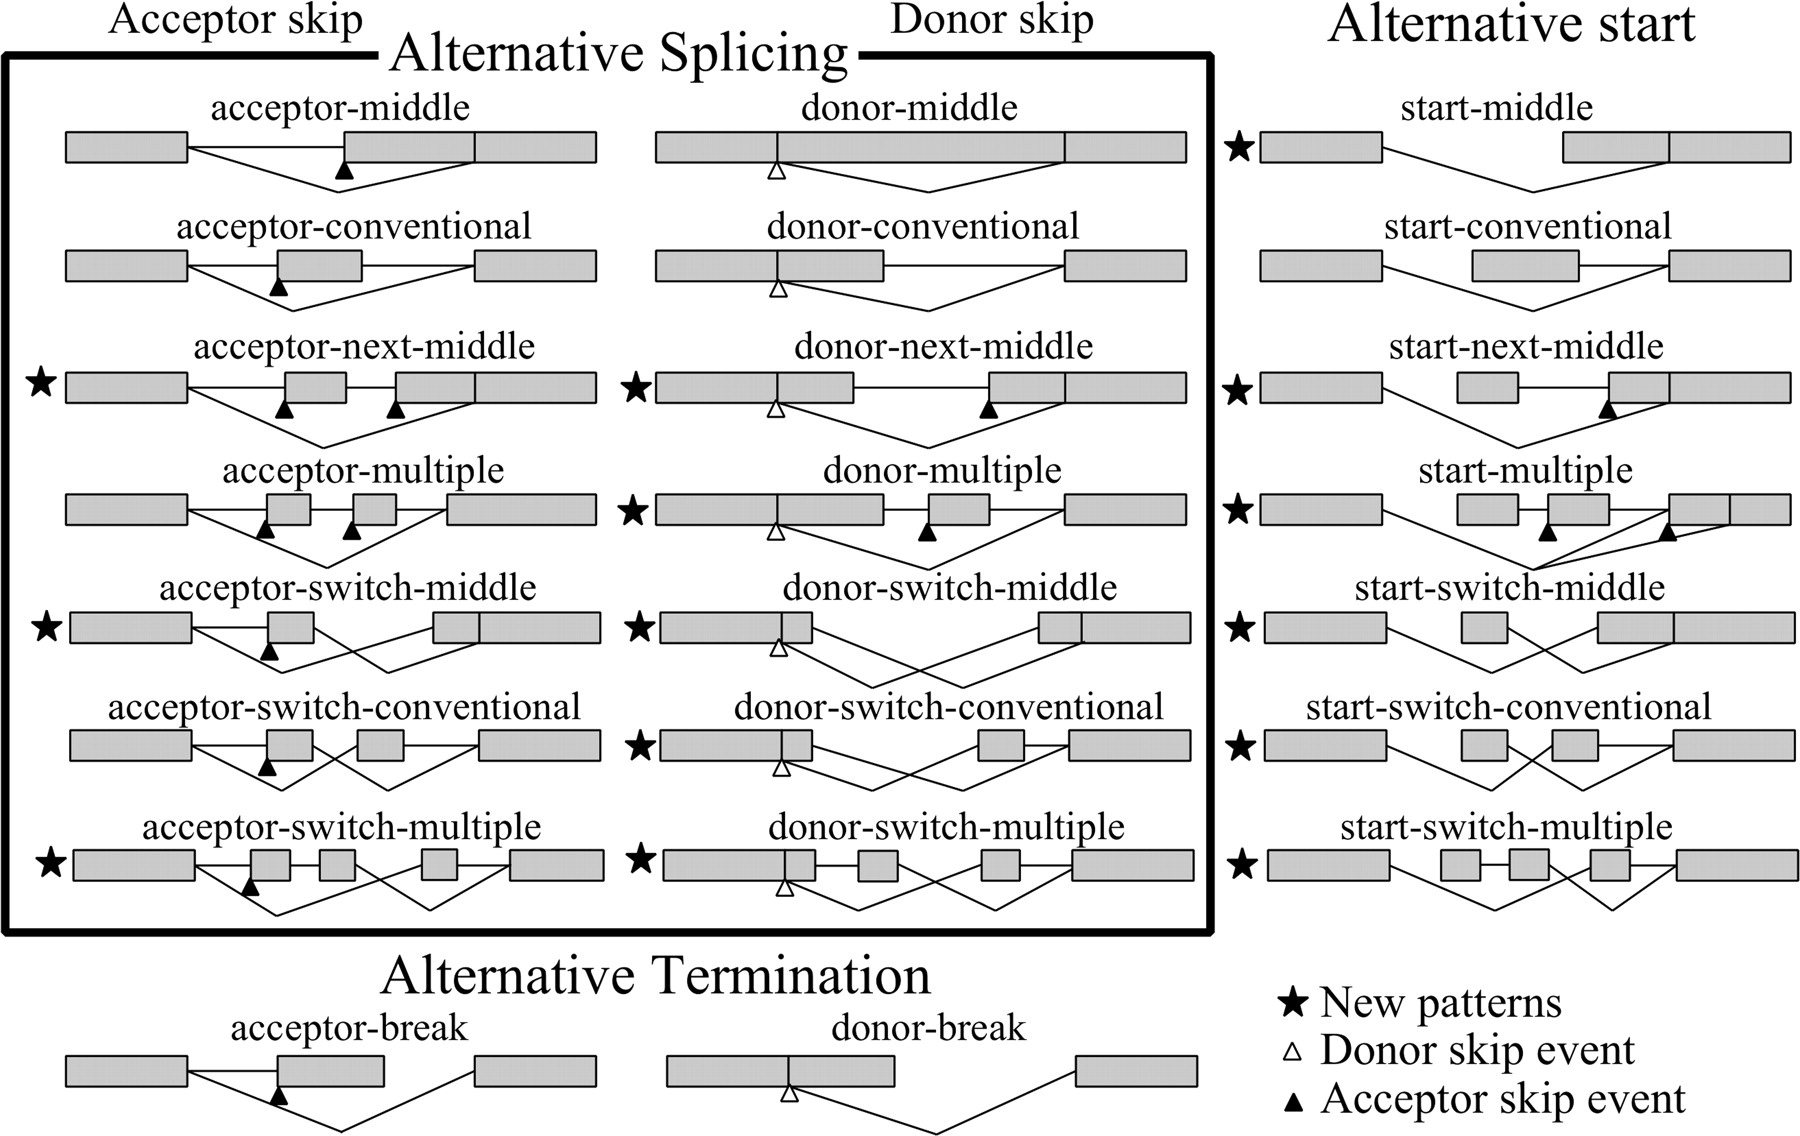 Acceptor skip
Donor skip
Alternative start
Alternative Splicing
acceptor-middle
donor-middle
start-middle
acceptor-conventional
donor-conventional
start-conventional
acceptor-next-middle
donor-next-middle
start-next-middle
acceptor-multiple
donor-multiple
start-multiple
acceptor-switch-middle
donor-switch-middle
start-switch-middle
acceptor-switch-conventional
donor-switch-conventional
start-switch-conventional
acceptor-switch-multiple
donor-switch-multiple
start-switch-multiple
Alternative Termination
acceptor-break
donor-break
New patterns
Donor skip event
Acceptor skip event